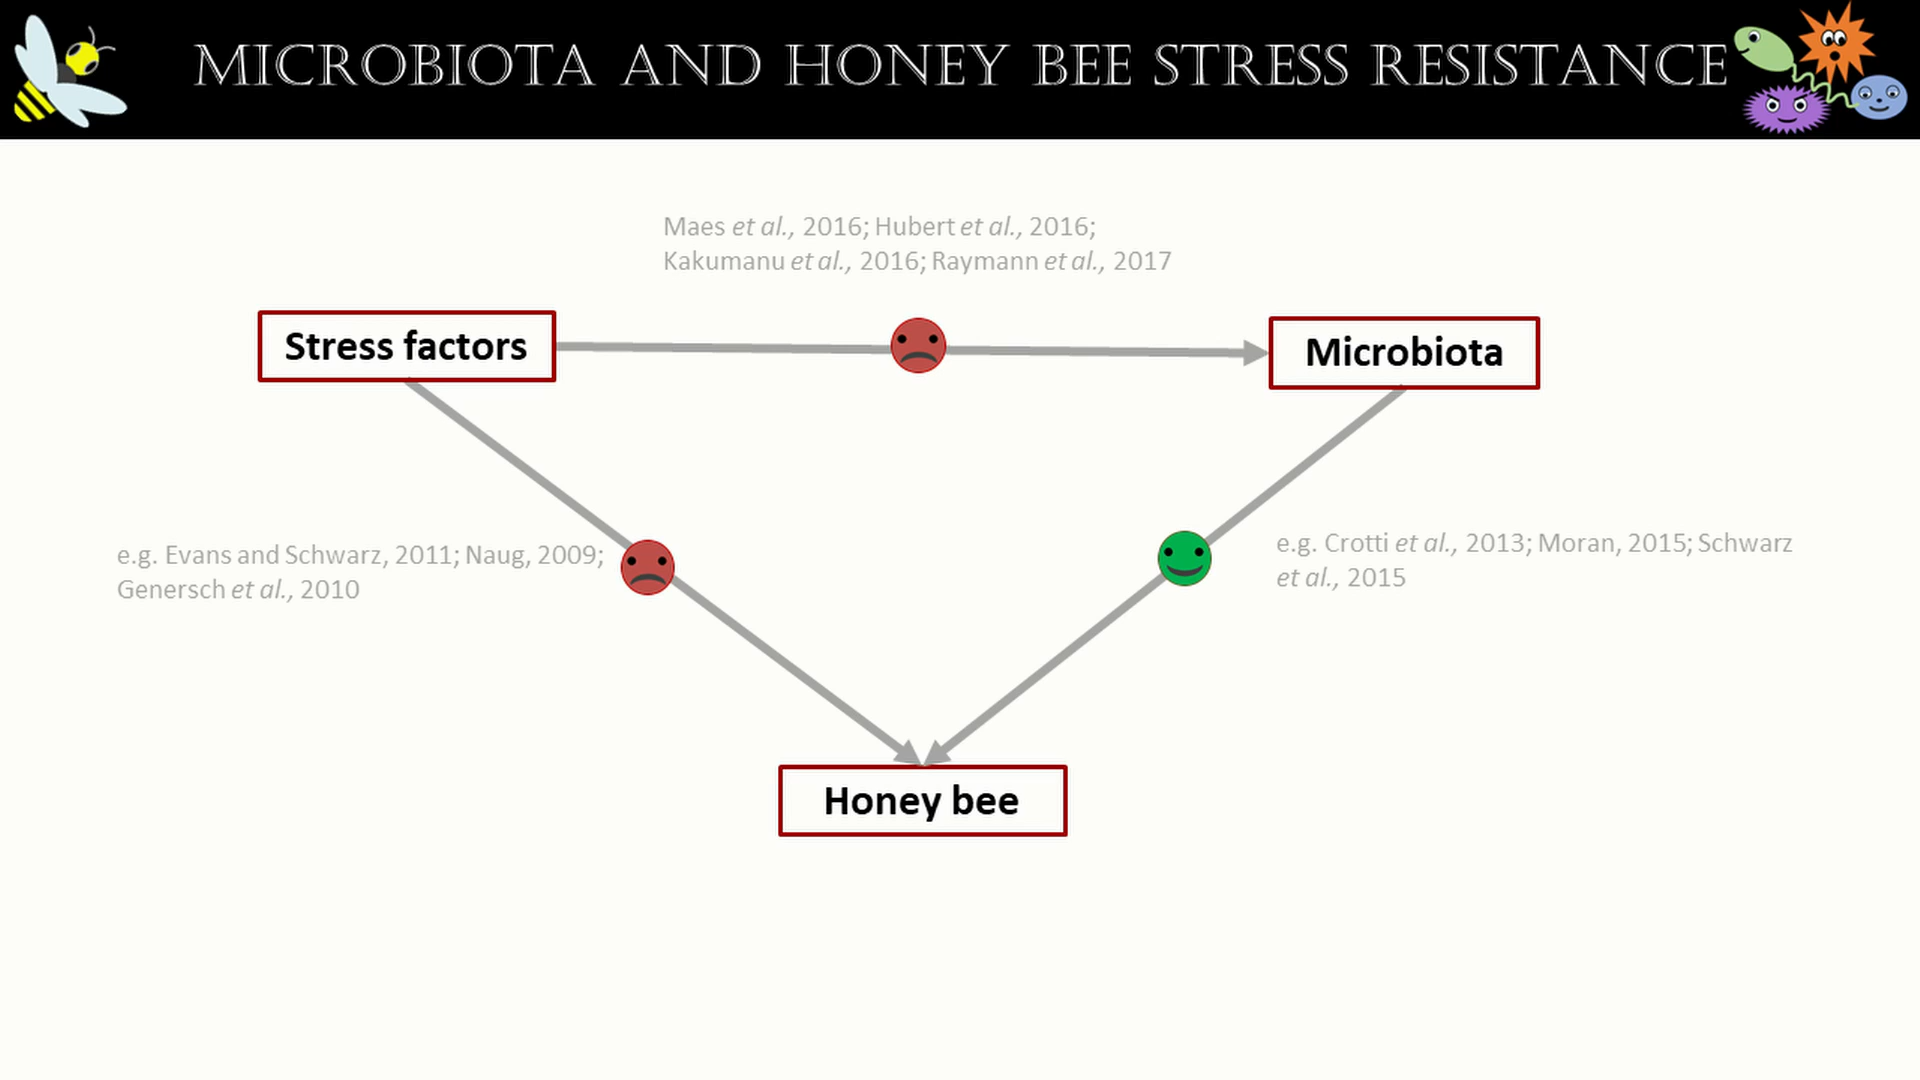 MICROBIOTA AND HONEY BEE STRESS RESISTANCE
Maes et al., 2016; Hubert et al., 2016;
Kakumanu et al., 2016; Raymann et al., 2017
Stress factors
Microbiota
e.g. Evans and Schwarz, 2011; Naug, 2009;
Genersch et al., 2010
e.g. Crotti et al., 2013; Moran, 2015; Schwarz
et al., 2015
Honey bee